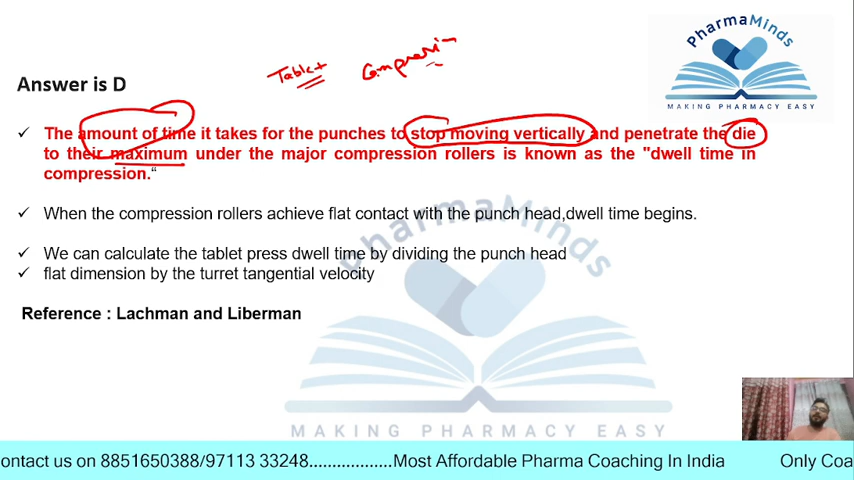 PharmaMinds
MAKING PHARMACY EASY
Tablet Compression
Answer is D
✓ The amount of time it takes for the punches to stop moving vertically and penetrate the die
to their maximum under the major compression rollers is known as the "dwell time in
compression.“
✓ When the compression rollers achieve flat contact with the punch head,dwell time begins.
✓ We can calculate the tablet press dwell time by dividing the punch head
✓ flat dimension by the turret tangential velocity
Reference : Lachman and Liberman
PharmaMinds
MAKING PHARMACY EASY
ontact us on 8851650388/97113 33248..................Most Affordable Pharma Coaching In India Only Coa